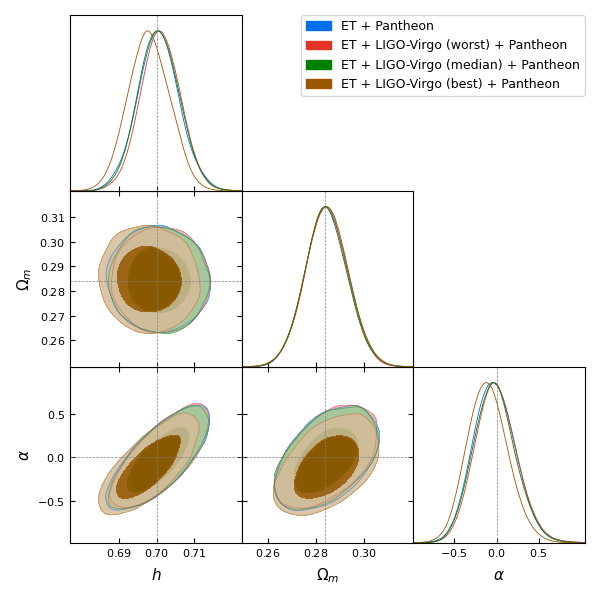 ET + Pantheon
ET + LIGO-Virgo (worst) + Pantheon
ET + LIGO-Virgo (median) + Pantheon
ET + LIGO-Virgo (best) + Pantheon
0.31
0.30
0.29
0.28
0.27
0.26
Ωm
0.5
0.0
−0.5
α
0.69 0.70 0.71
h
0.26 0.28 0.30
Ωm
−0.5 0.0 0.5
α